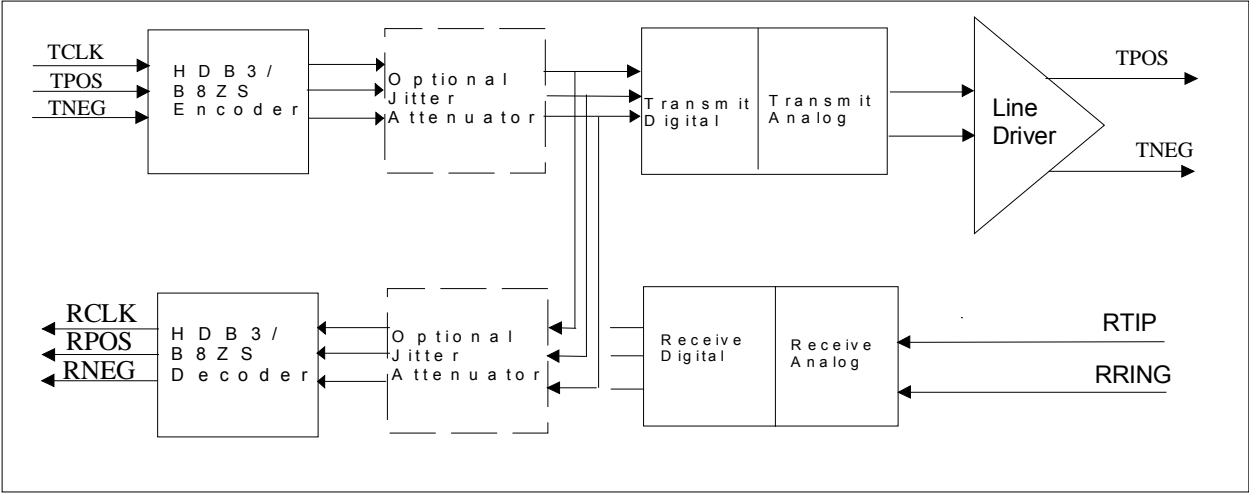 TCLK
TPOS
TNEG
HDB3/
B8ZS
Encoder
Optional
Jitter
Attenuator
Transmit
Digital
Transmit
Analog
Line
Driver
TPOS
TNEG
RCLK
RPOS
RNEG
HDB3/
B8ZS
Decoder
Optional
Jitter
Attenuator
Receive
Digital
Receive
Analog
RTIP
RRING